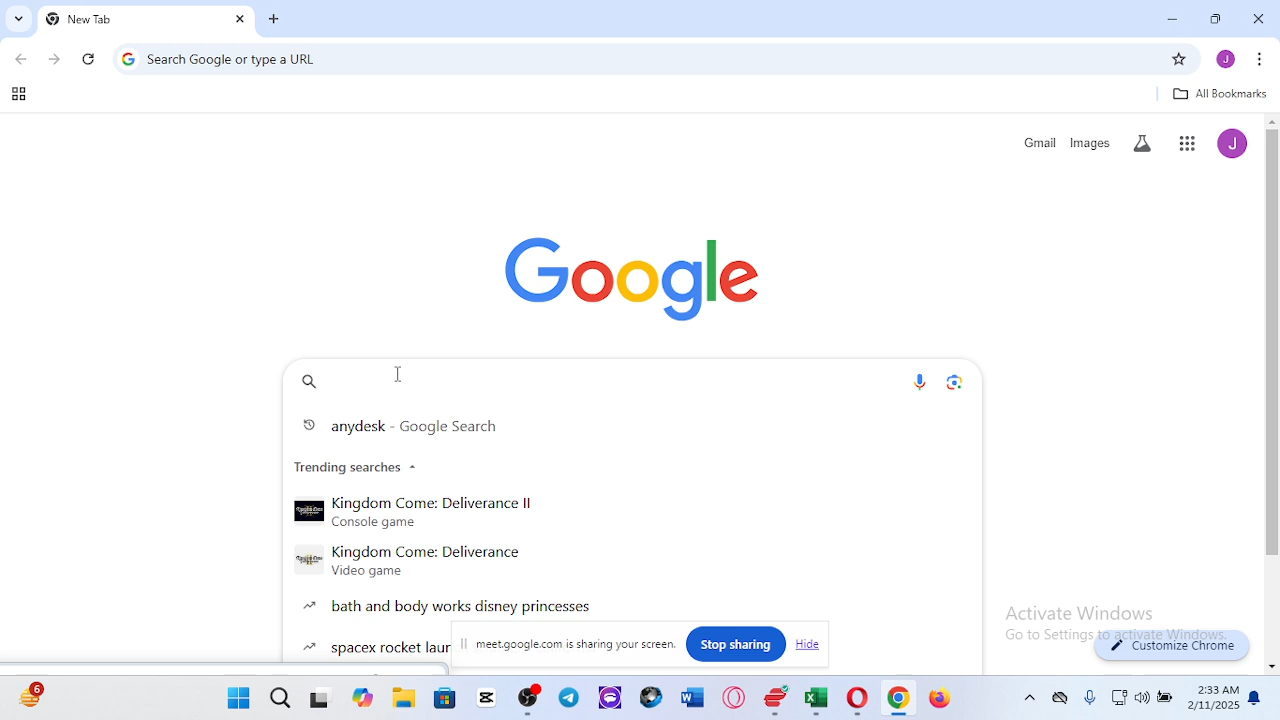 New Tab
Search Google or type a URL
All Bookmarks
Gmail Images J
J
Google
anydesk - Google Search
Trending searches
Kingdom Come: Deliverance II
Console game
Kingdom Come: Deliverance
Video game
bath and body works disney princesses
spacex rocket laun
meet.google.com is sharing your screen. Stop sharing Hide
Activate Windows
Go to Settings to activate Windows.
Customize Chrome
6
2:33 AM
2/11/2025